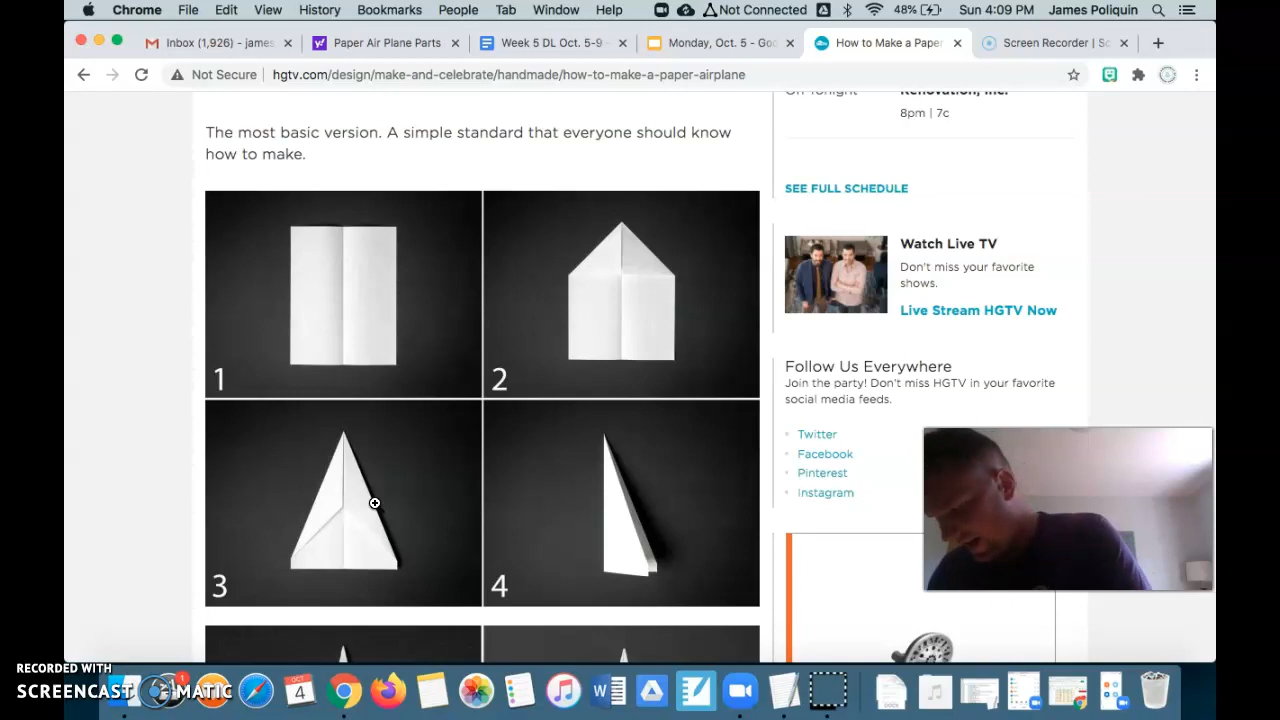 Chrome File Edit View History Bookmarks People Tab Window Help Not Connected 48% Sun 4:09 PM James Poliquin
Inbox (1,926) - james Paper Air Plane Parts Week 5 DL Oct. 5-9 Monday, Oct. 5 - Goo How to Make a Paper Screen Recorder | Sc
Not Secure hgtv.com/design/make-and-celebrate/handmade/how-to-make-a-paper-airplane
The most basic version. A simple standard that everyone should know
how to make.
1
2
3
4
On Tonight
Renovation, Inc.
8pm | 7c
SEE FULL SCHEDULE
Watch Live TV
Don't miss your favorite
shows.
Live Stream HGTV Now
Follow Us Everywhere
Join the party! Don't miss HGTV in your favorite
social media feeds.
Twitter
Facebook
Pinterest
Instagram
RECORDED WITH
SCREENCAST MATIC
OCT
4
1